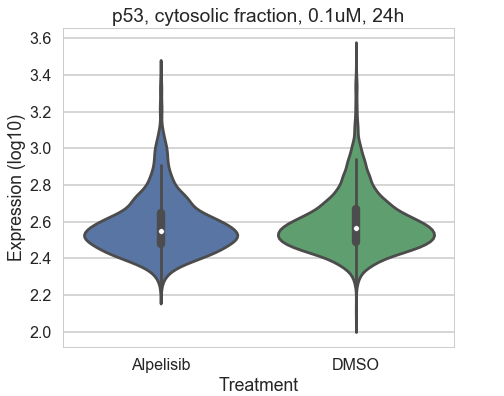 p53, cytosolic fraction, 0.1uM, 24h
3.6
3.4
3.2
3.0
2.8
2.6
2.4
2.2
2.0
Expression (log10)
Alpelisib DMSO
Treatment